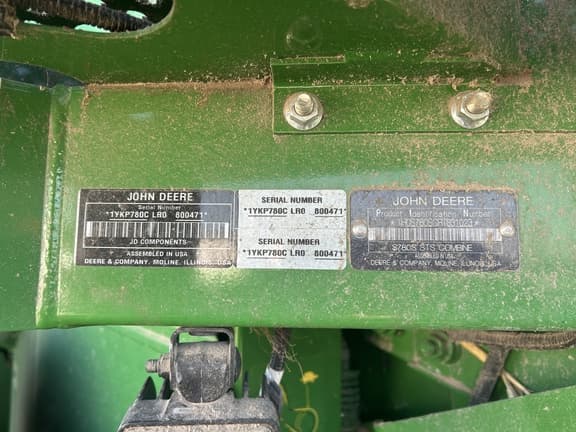 JOHN DEERE
Serial Number
*1YKP780C LR0 800471*
JD COMPONENTS
ASSEMBLED IN USA
DEERE & COMPANY, MOLINE, ILLINOIS, USA
SERIAL NUMBER
*1YKP780C LR0 800471*
SERIAL NUMBER
*1YKP780C LR0 800471*
JOHN DEERE
Product Identification Number
S780S STS COMBINE
DEERE & COMPANY, MOLINE, ILLINOIS, USA